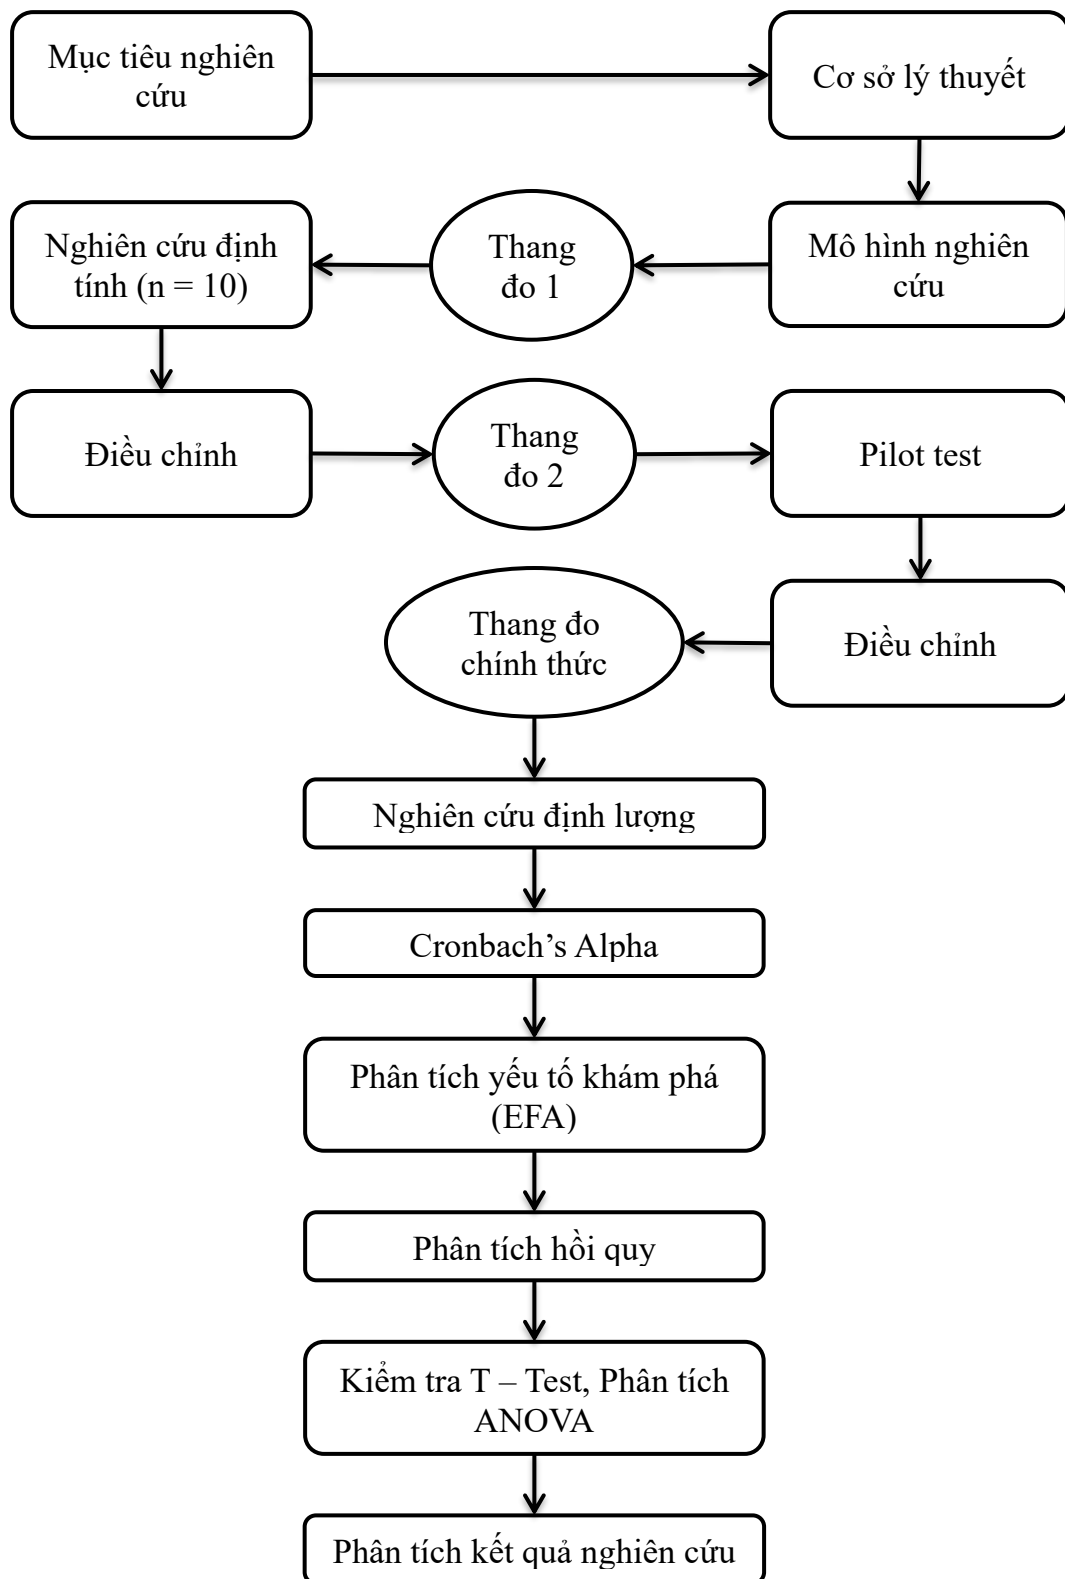 Mục tiêu nghiên
cứu
Cơ sở lý thuyết
Nghiên cứu định
tính (n = 10)
Thang
đo 1
Mô hình nghiên
cứu
Điều chỉnh
Thang
đo 2
Pilot test
Thang đo
chính thức
Điều chỉnh
Nghiên cứu định lượng
Cronbach’s Alpha
Phân tích yếu tố khám phá
(EFA)
Phân tích hồi quy
Kiểm tra T – Test, Phân tích
ANOVA
Phân tích kết quả nghiên cứu